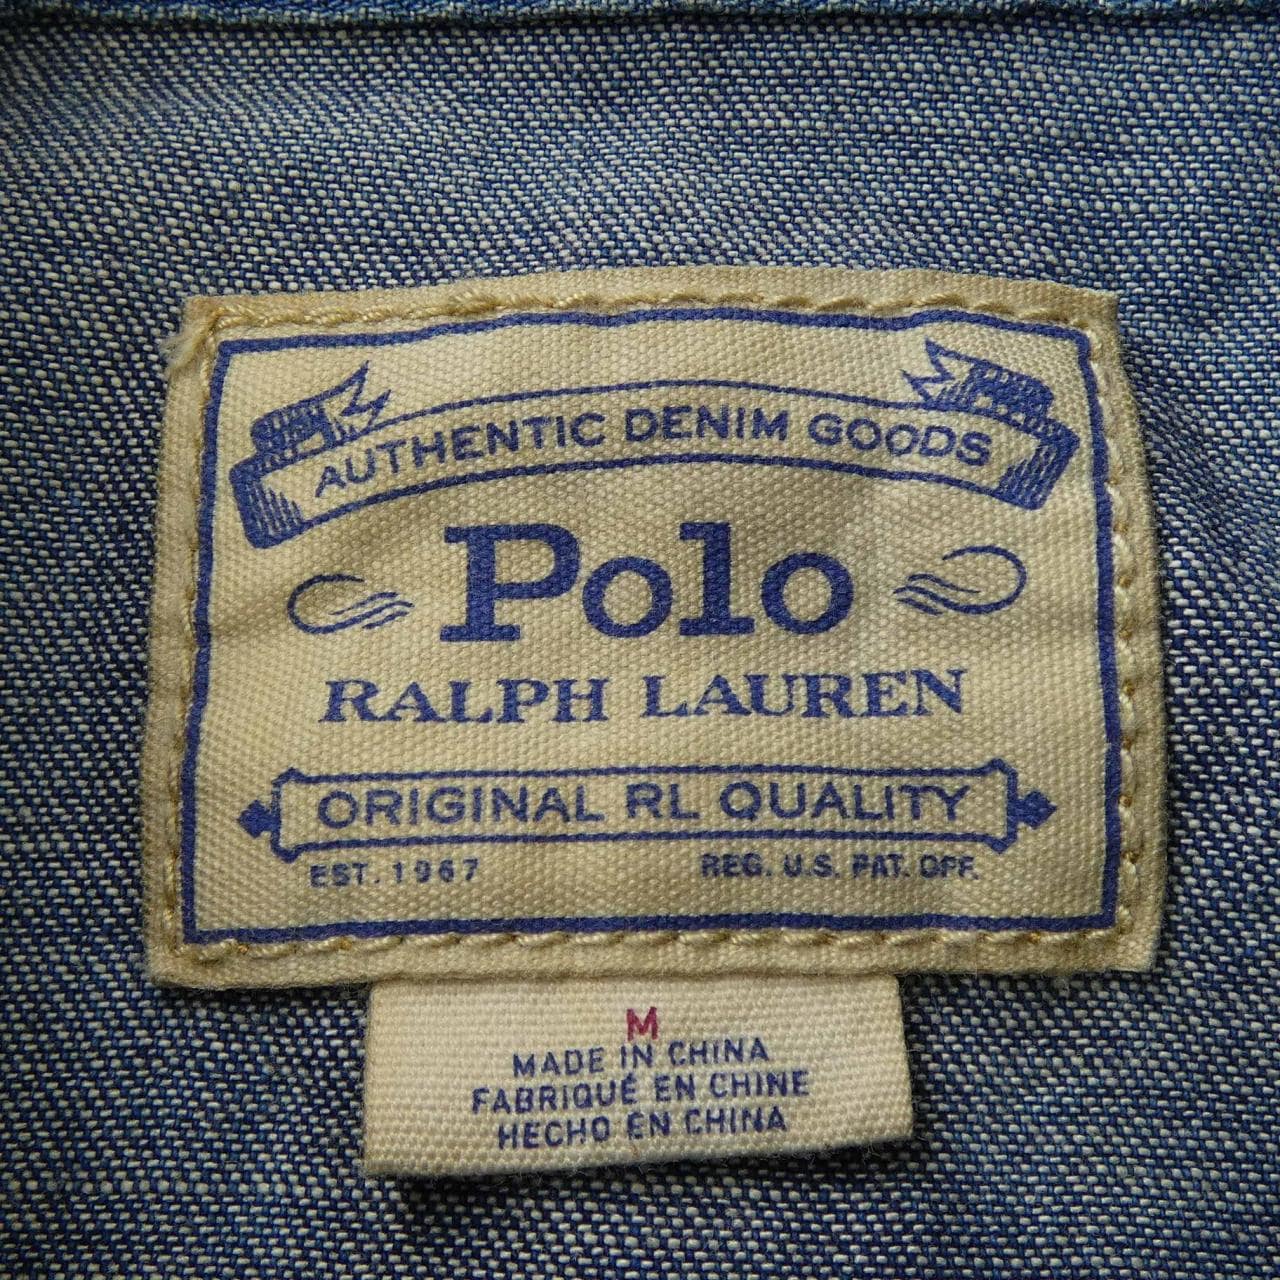 AUTHENTIC DENIM GOODS
Polo
RALPH LAUREN
ORIGINAL RL QUALITY
EST. 1967 REG. U.S. PAT. OFF.
M
MADE IN CHINA
FABRIQUÉ EN CHINE
HECHO EN CHINA